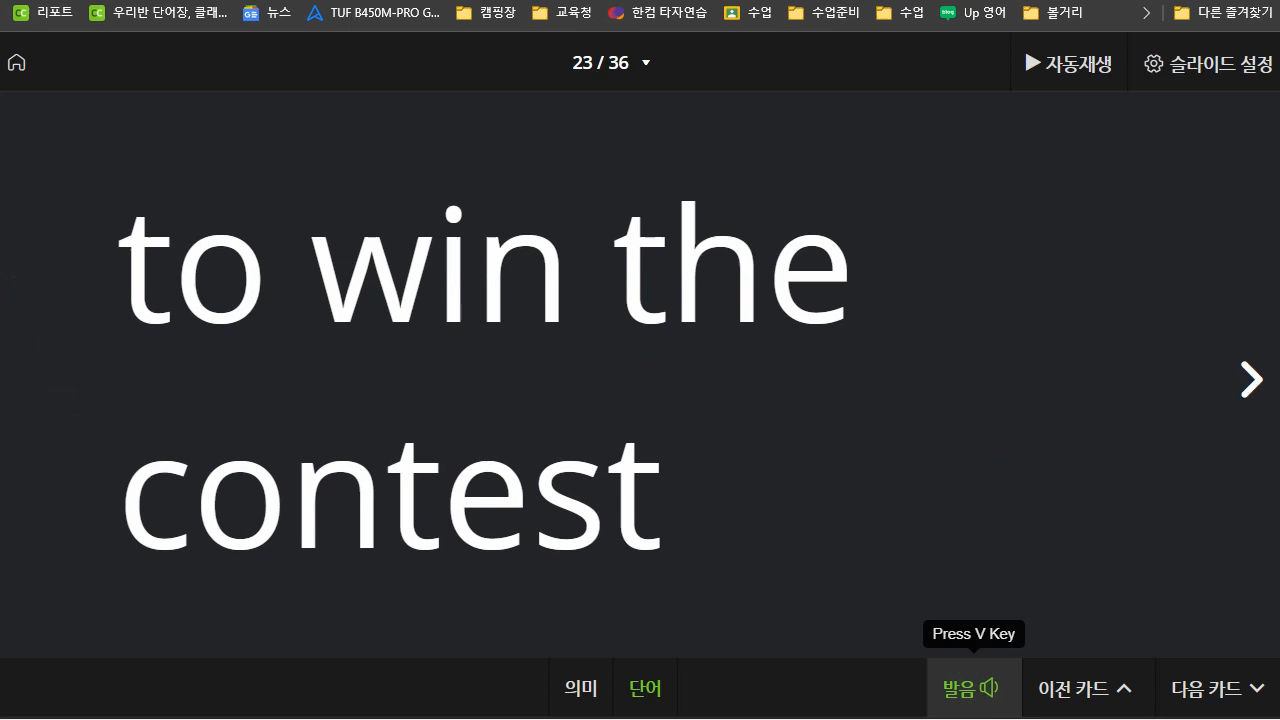 리포트 우리반 단어장, 클래... 뉴스 TUF B450M-PRO G... 캠핑장 교육청 한컴 타자연습 수업 수업준비 수업 Up 영어 볼거리 다른 즐겨찾기
23 / 36 자동재생 슬라이드 설정
to win the
contest
Press V Key
의미 단어 발음 이전 카드 다음 카드